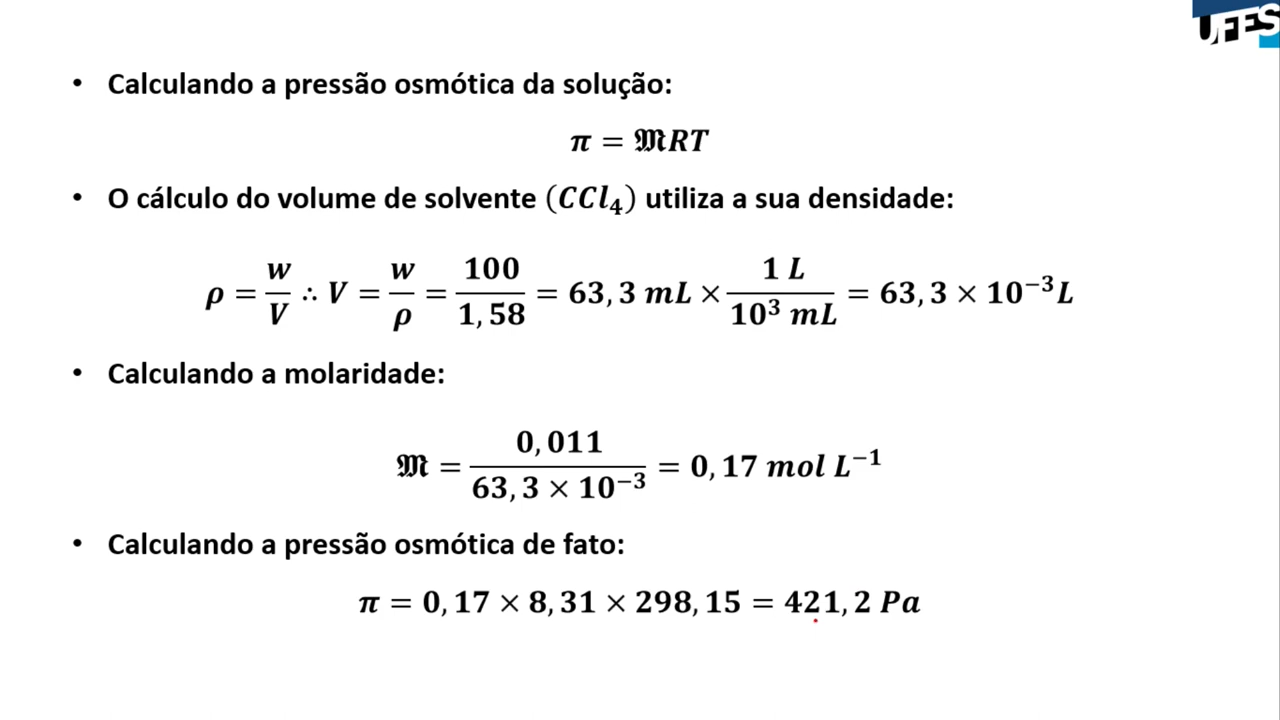 UFES
• Calculando a pressão osmótica da solução:
π = 𝕸RT
• O cálculo do volume de solvente (CCl₄) utiliza a sua densidade:
ρ = w/V ∴ V = w/ρ = 100/1,58 = 63,3 mL × 1 L/10³ mL = 63,3 × 10⁻³ L
• Calculando a molaridade:
𝕸 = 0,011/63,3 × 10⁻³ = 0,17 mol L⁻¹
• Calculando a pressão osmótica de fato:
π = 0,17 × 8,31 × 298,15 = 421,2 Pa